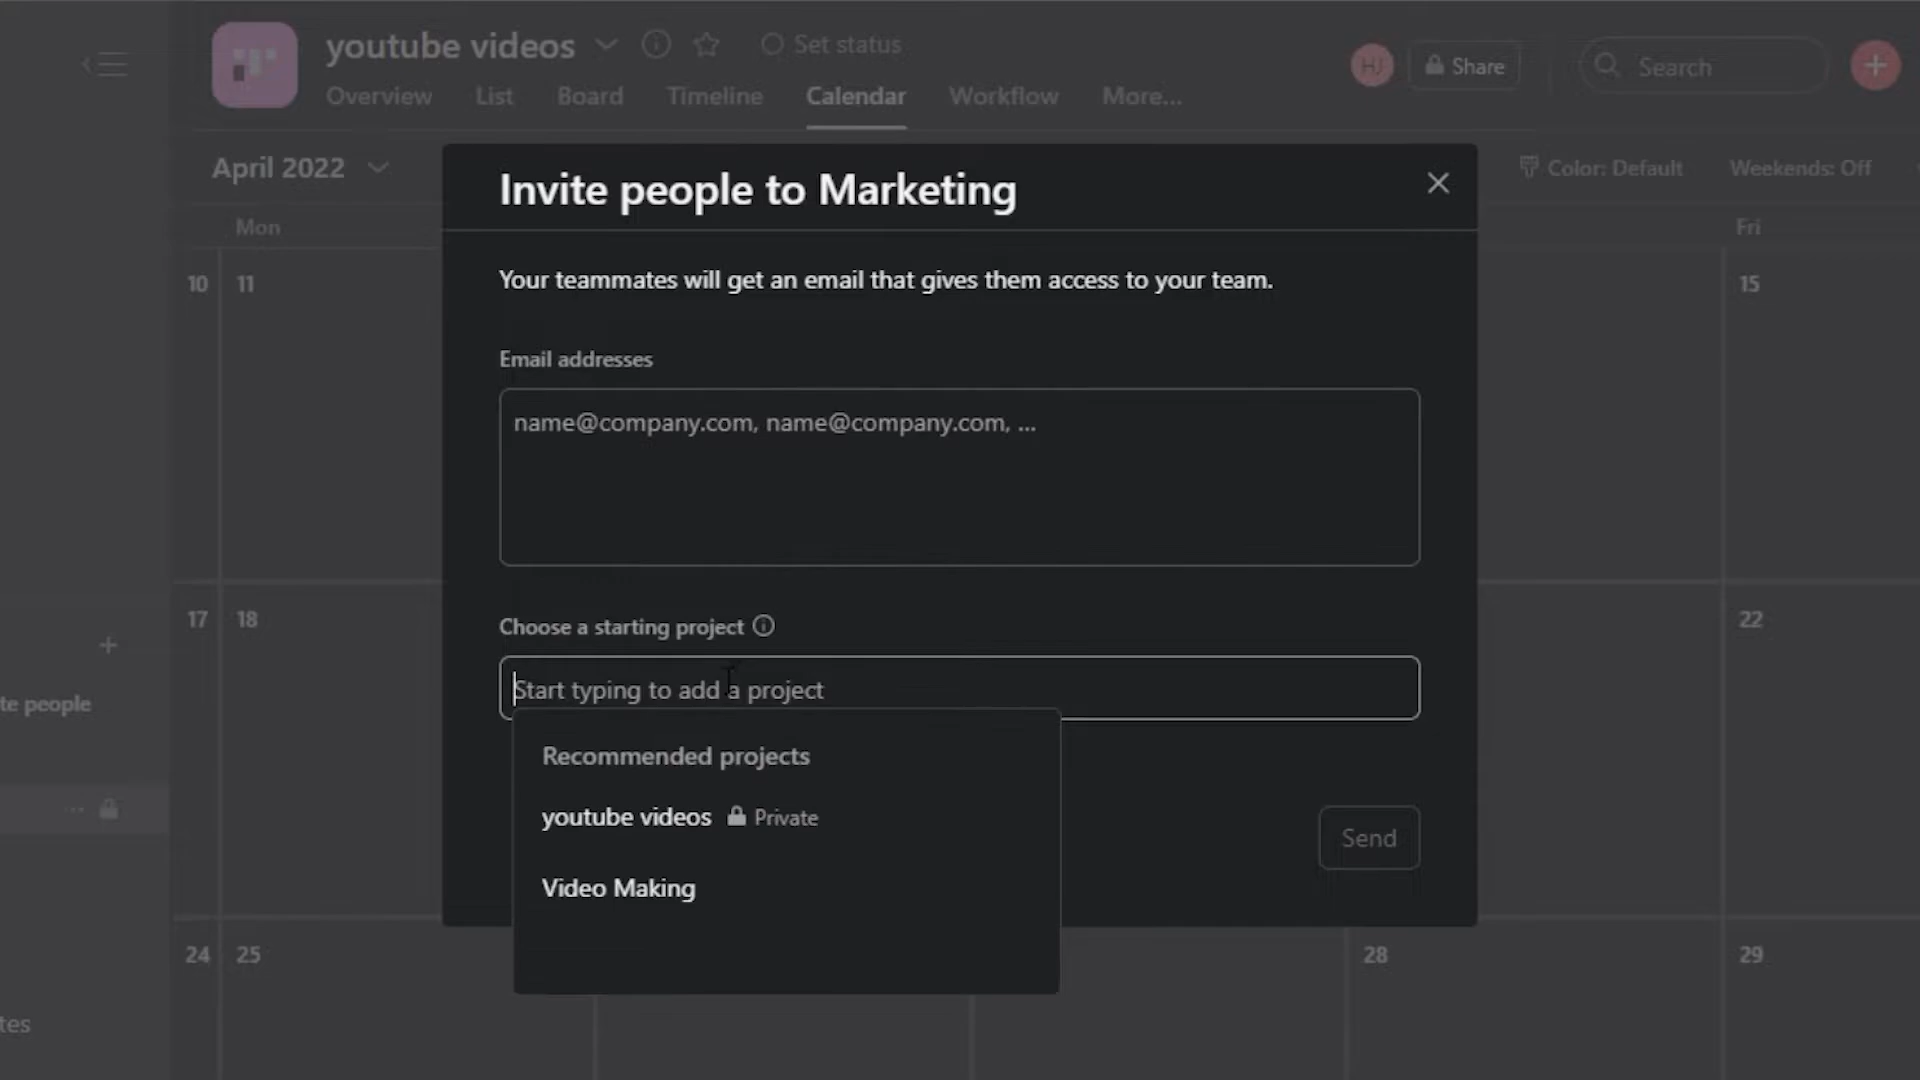 youtube videos
Set status
HJ
Share
Search
Overview List Board Timeline Calendar Workflow More...
April 2022
Color: Default
Weekends: Off
Invite people to Marketing
Mon
Fri
Your teammates will get an email that gives them access to your team.
10 11
15
Email addresses
name@company.com, name@company.com, ...
Choose a starting project
17 18
22
Start typing to add a project
te people
Recommended projects
youtube videos Private
Send
Video Making
24 25
28
29
tes